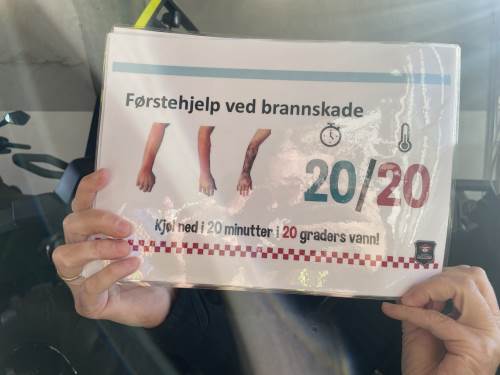 Førstehjelp ved brannskade
20/20
Kjøl ned i 20 minutter i 20 graders vann!